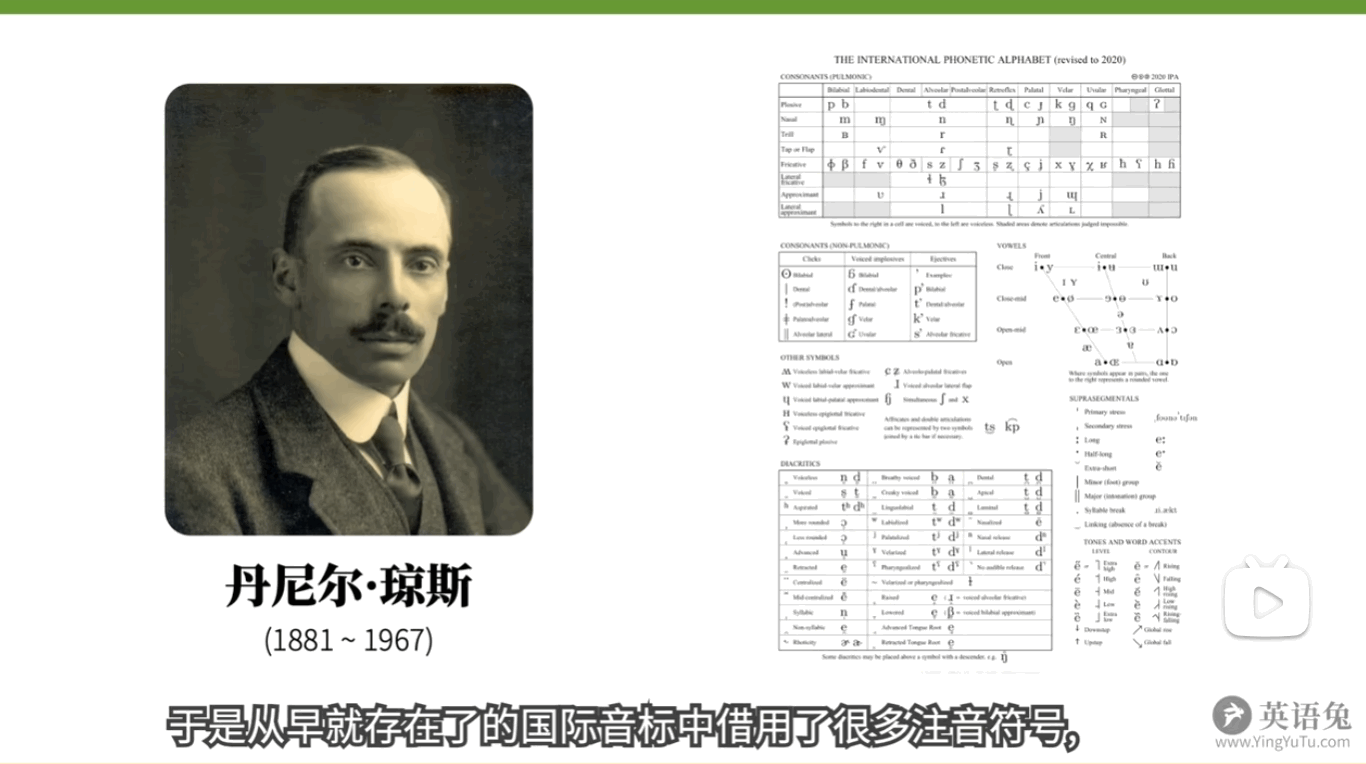 THE INTERNATIONAL PHONETIC ALPHABET (revised to 2020)
CONSONANTS (PULMONIC)
2020 IPA
Bilabial Labiodental Dental Alveolar Postalveolar Retroflex Palatal Velar Uvular Pharyngeal Glottal
Plosive p b t d ʈ ɖ c ɟ k ɡ q ɢ ʔ
Nasal m ɱ n ɳ ɲ ŋ ɴ
Trill ʙ r ʀ
Tap or Flap ⱱ ɾ ɽ
Fricative ɸ β f v θ ð s z ʃ ʒ ʂ ʐ ç ʝ x ɣ χ ʁ ħ ʕ h ɦ
Lateral fricative ɬ ɮ
Approximant ʋ ɹ ɻ j ɰ
Lateral approximant l ɭ ʎ ʟ
Symbols to the right in a cell are voiced, to the left are voiceless. Shaded areas denote articulations judged impossible.
CONSONANTS (NON-PULMONIC)
Clicks Voiced implosives Ejectives
ʘ Bilabial ɓ Bilabial ʼ Examples:
ǀ Dental ɗ Dental/alveolar pʼ Bilabial
ǃ (Post)alveolar ʄ Palatal tʼ Dental/alveolar
ǂ Palatoalveolar ɠ Velar kʼ Velar
ǁ Alveolar lateral ʛ Uvular sʼ Alveolar fricative
VOWELS
Front Central Back
Close i y ɨ ʉ ɯ u
ɪ ʏ ʊ
Close-mid e ø ɘ ɵ ɤ o
ə
Open-mid ɛ œ ɜ ɞ ʌ ɔ
æ ɐ
Open a ɶ ɑ ɒ
Where symbols appear in pairs, the one
to the right represents a rounded vowel.
OTHER SYMBOLS
ʍ Voiceless labial-velar fricative ɕ ʑ Alveolo-palatal fricatives
w Voiced labial-velar approximant ɺ Voiced alveolar lateral flap
ɥ Voiced labial-palatal approximant ɧ Simultaneous ʃ and x
ʜ Voiceless epiglottal fricative
ʢ Voiced epiglottal fricative
ʡ Epiglottal plosive
Affricates and double articulations
can be represented by two symbols
joined by a tie bar if necessary.
t͜s k͡p
SUPRASEGMENTALS
ˈ Primary stress
ˌ Secondary stress
ː Long eː
ˑ Half-long eˑ
Extra-short ĕ
| Minor (foot) group
‖ Major (intonation) group
. Syllable break ɹi.ækt
‿ Linking (absence of a break)
DIACRITICS
Voiceless n̥ d̥ Breathy voiced b̤ a̤ Dental t̪ d̪
Voiced s̬ t̬ Creaky voiced b̰ a̰ Apical t̺ d̺
ʰ Aspirated tʰ dʰ Linguolabial t̼ d̼ Laminal t̻ d̻
More rounded ɔ̹ ʷ Labialized tʷ dʷ Nasalized ẽ
Less rounded ɔ̜ ʲ Palatalized tʲ dʲ ⁿ Nasal release dⁿ
Advanced u̟ ˠ Velarized tˠ dˠ ˡ Lateral release dˡ
Retracted e̠ ˤ Pharyngealized tˤ dˤ No audible release d̚
Centralized ë Velarized or pharyngealized ɫ
Mid-centralized e̽ Raised e̝ (ɹ̝ = voiced alveolar fricative)
Syllabic n̩ Lowered e̞ (β̞ = voiced bilabial approximant)
Non-syllabic e̯ Advanced Tongue Root e̘
Rhoticity ɚ a˞ Retracted Tongue Root e̙
Some diacritics may be placed above a symbol with a descender, e.g. ŋ̊
TONES AND WORD ACCENTS
LEVEL CONTOUR
e̋ ˥ Extra high ě Rising
é ˦ High ê Falling
ē ˧ Mid High rising
è ˨ Low Low rising
ȅ ˩ Extra low Rising-falling
Downstep ↗ Global rise
Upstep ↘ Global fall
丹尼尔·琼斯
(1881 ~ 1967)
于是从早就存在了的国际音标中借用了很多注音符号,
英语兔
www.YingYuTu.com